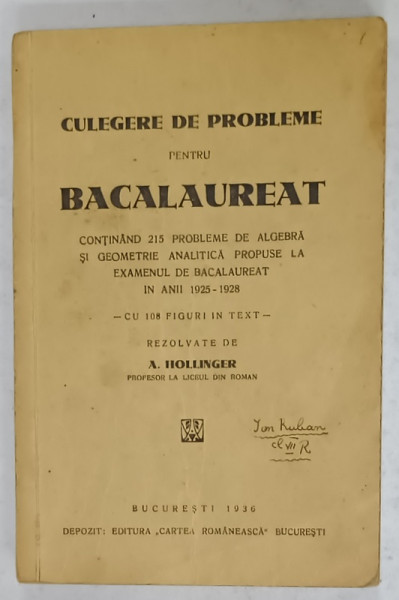 CULEGERE DE PROBLEME
PENTRU
BACALAUREAT
CONȚINÂND 215 PROBLEME DE ALGEBRĂ
ȘI GEOMETRIE ANALITICĂ PROPUSE LA
EXAMENUL DE BACALAUREAT
IN ANII 1925-1928
— CU 108 FIGURI IN TEXT —
REZOLVATE DE
A. HOLLINGER
PROFESOR LA LICEUL DIN ROMAN
Ion
cl VII R.
BUCUREȘTI 1936
DEPOZIT: EDITURA „CARTEA ROMÂNEASCĂ" BUCUREȘTI